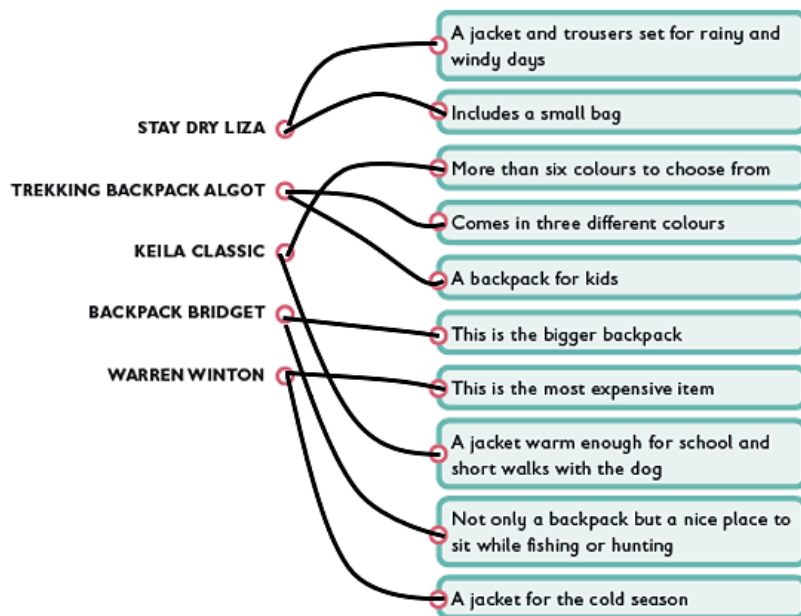 STAY DRY LIZA
TREKKING BACKPACK ALGOT
KEILA CLASSIC
BACKPACK BRIDGET
WARREN WINTON
A jacket and trousers set for rainy and
windy days
Includes a small bag
More than six colours to choose from
Comes in three different colours
A backpack for kids
This is the bigger backpack
This is the most expensive item
A jacket warm enough for school and
short walks with the dog
Not only a backpack but a nice place to
sit while fishing or hunting
A jacket for the cold season